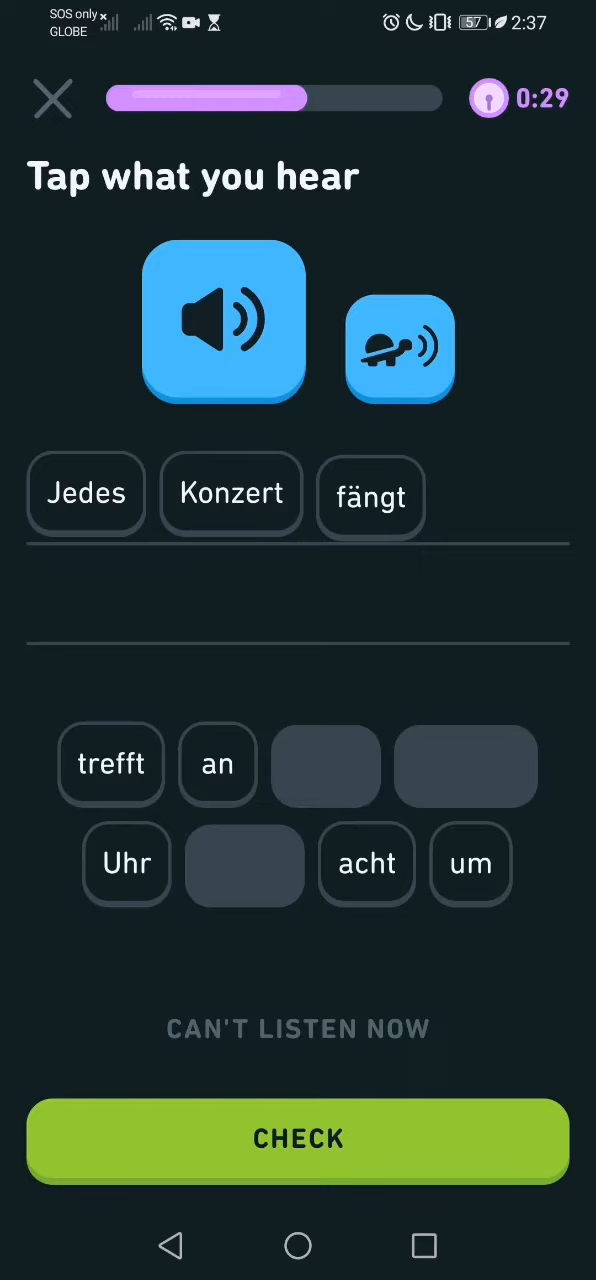 SOS only
GLOBE
57 2:37
0:29
Tap what you hear
Jedes Konzert fängt
trefft an
Uhr acht um
CAN'T LISTEN NOW
CHECK